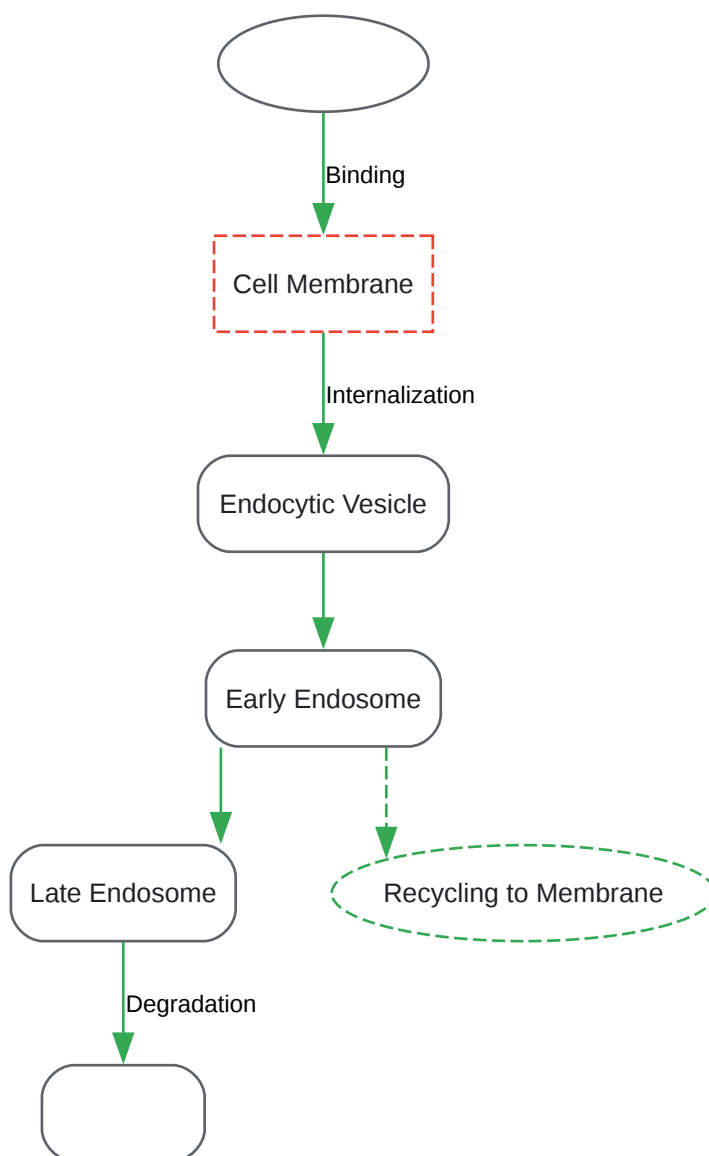 Binding
Cell Membrane
Internalization
Endocytic Vesicle
Early Endosome
Late Endosome
Recycling to Membrane
Degradation